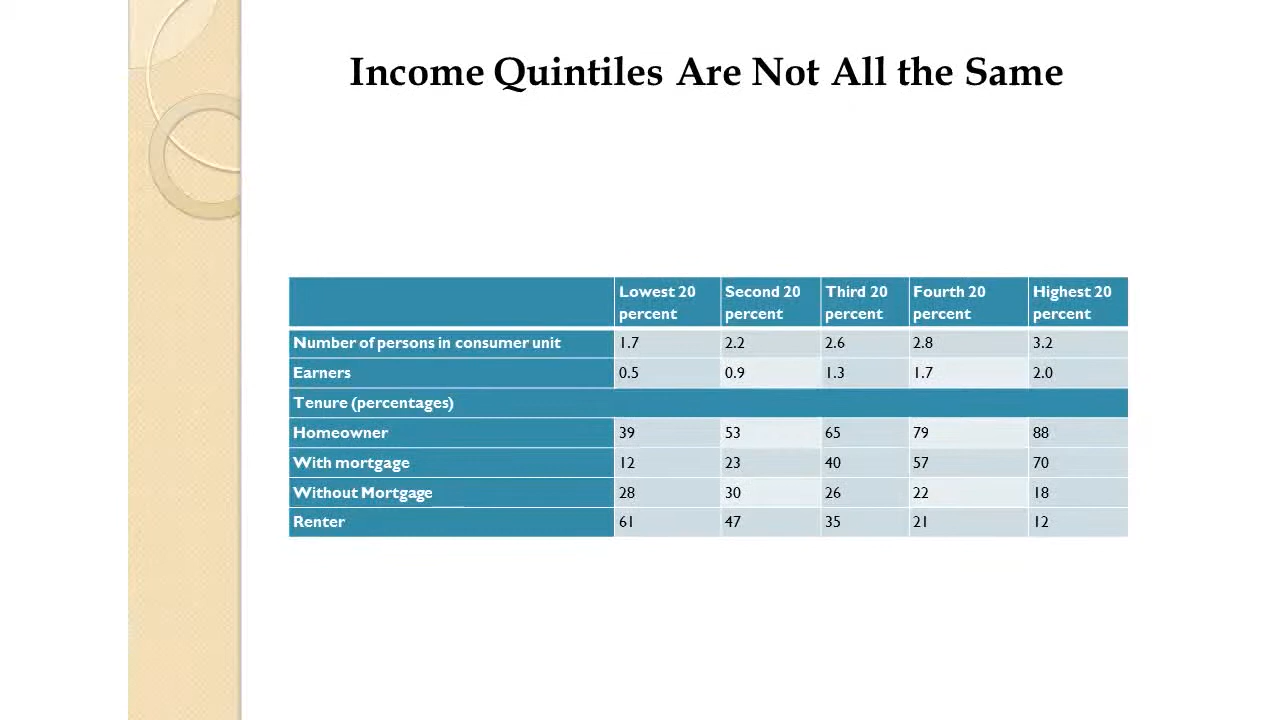 Income Quintiles Are Not All the Same
Lowest 20 percent Second 20 percent Third 20 percent Fourth 20 percent Highest 20 percent
Number of persons in consumer unit 1.7 2.2 2.6 2.8 3.2
Earners 0.5 0.9 1.3 1.7 2.0
Tenure (percentages)
Homeowner 39 53 65 79 88
With mortgage 12 23 40 57 70
Without Mortgage 28 30 26 22 18
Renter 61 47 35 21 12